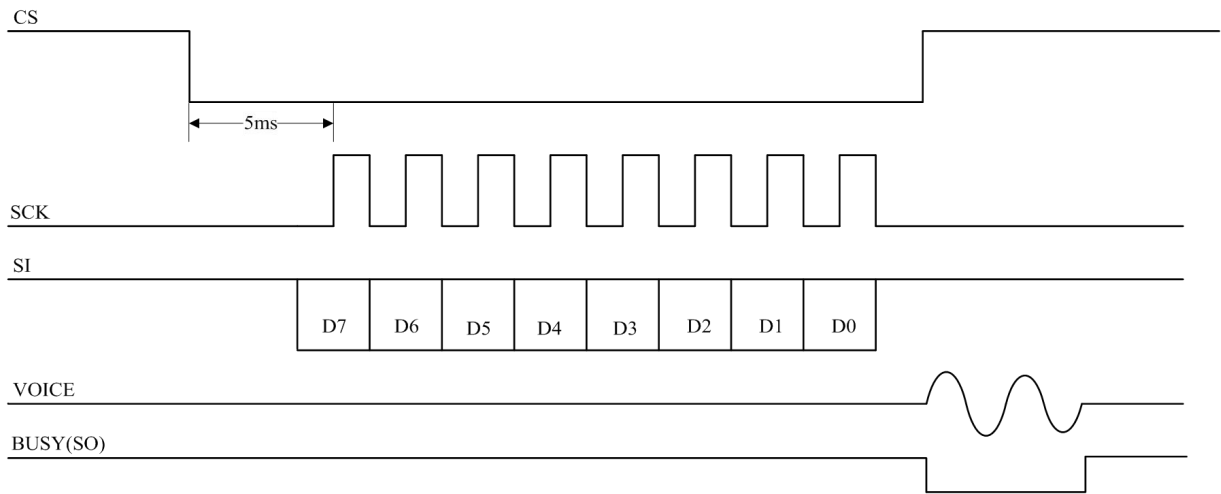 CS
5ms
SCK
SI
D7 D6 D5 D4 D3 D2 D1 D0
VOICE
BUSY(SO)